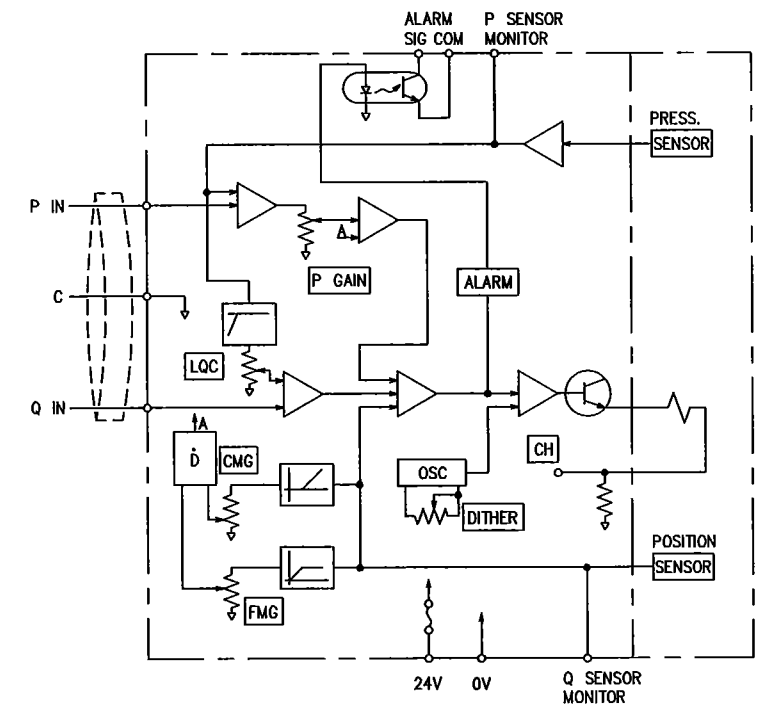 ALARM
SIG COM
P SENSOR
MONITOR
PRESS.
SENSOR
P IN
A
P GAIN
ALARM
C
LQC
Q IN
A
Ḋ
CMG
CH
OSC
DITHER
POSITION
SENSOR
FMG
24V
0V
Q SENSOR
MONITOR